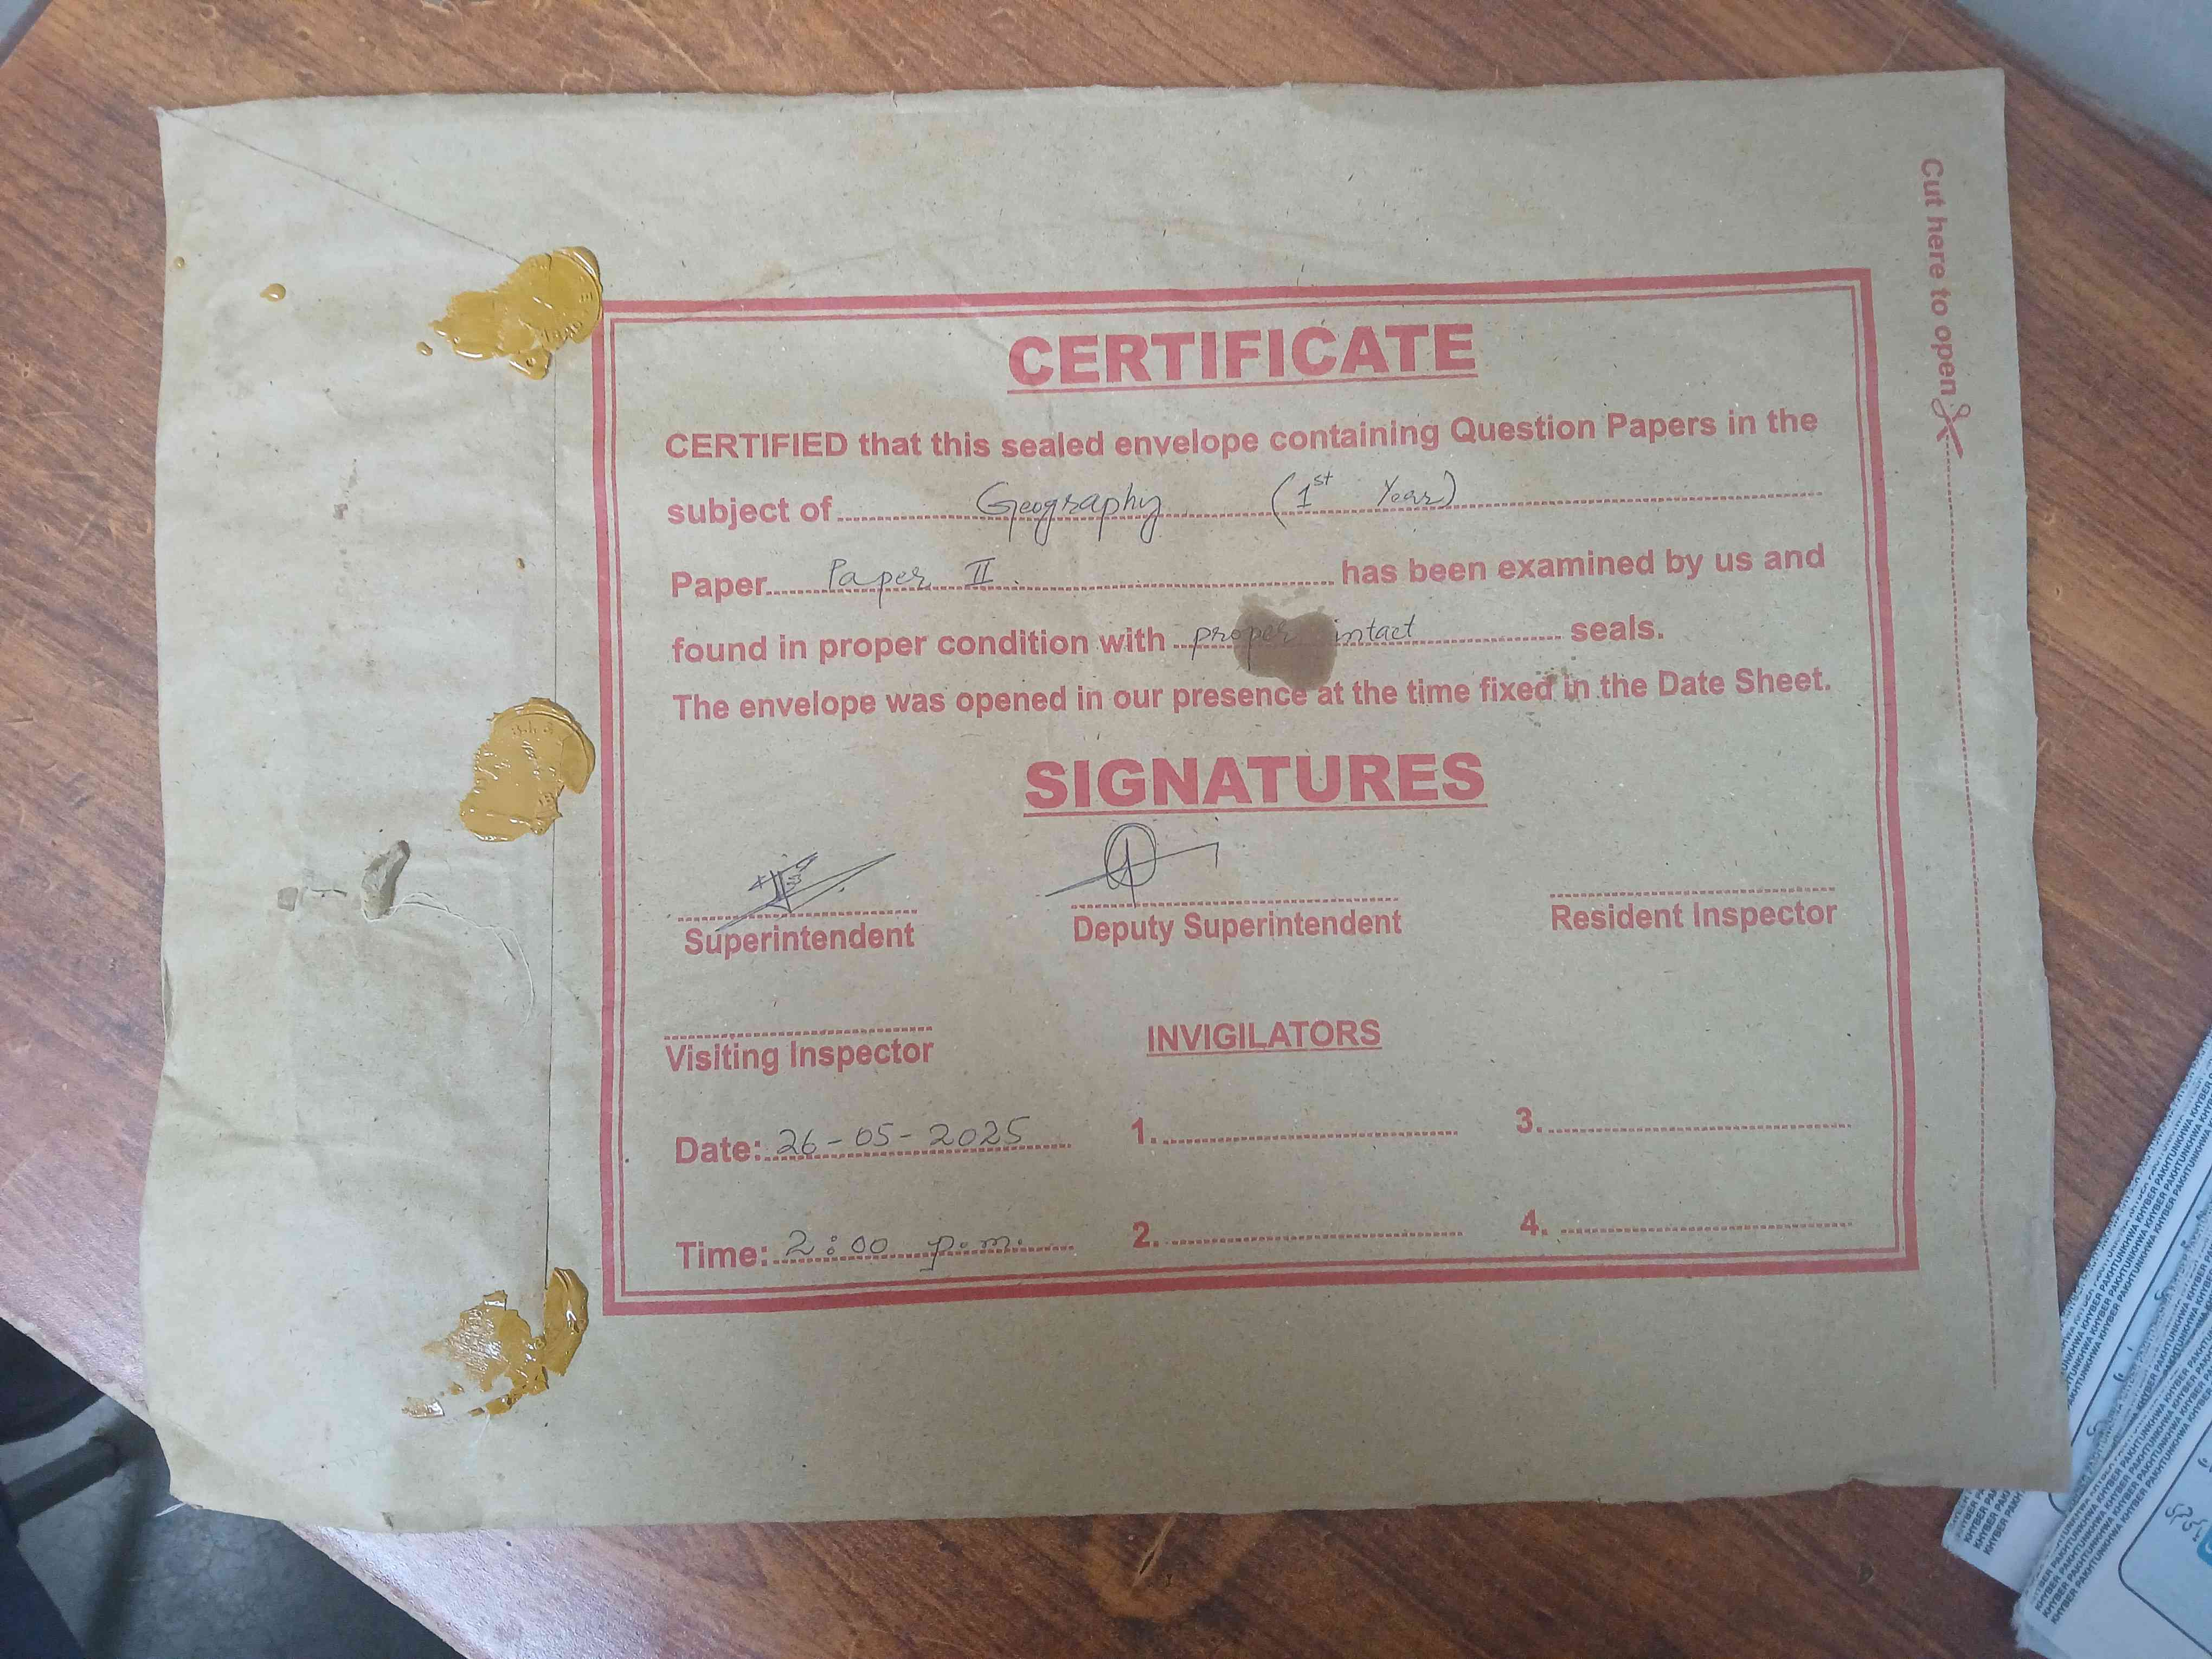 CERTIFICATE
CERTIFIED that this sealed envelope containing Question Papers in the
subject of Geography (1st Year)
Paper Paper II has been examined by us and
found in proper condition with proper intact seals.
The envelope was opened in our presence at the time fixed in the Date Sheet.
SIGNATURES
Superintendent
Deputy Superintendent
Resident Inspector
Visiting Inspector
INVIGILATORS
Date: 26-05-2025
1.
3.
Time: 2:00 p.m.
2.
4.
Cut here to open
KHYBER PAKHTUNKHWA KHYBER PAKHTUNKHWA